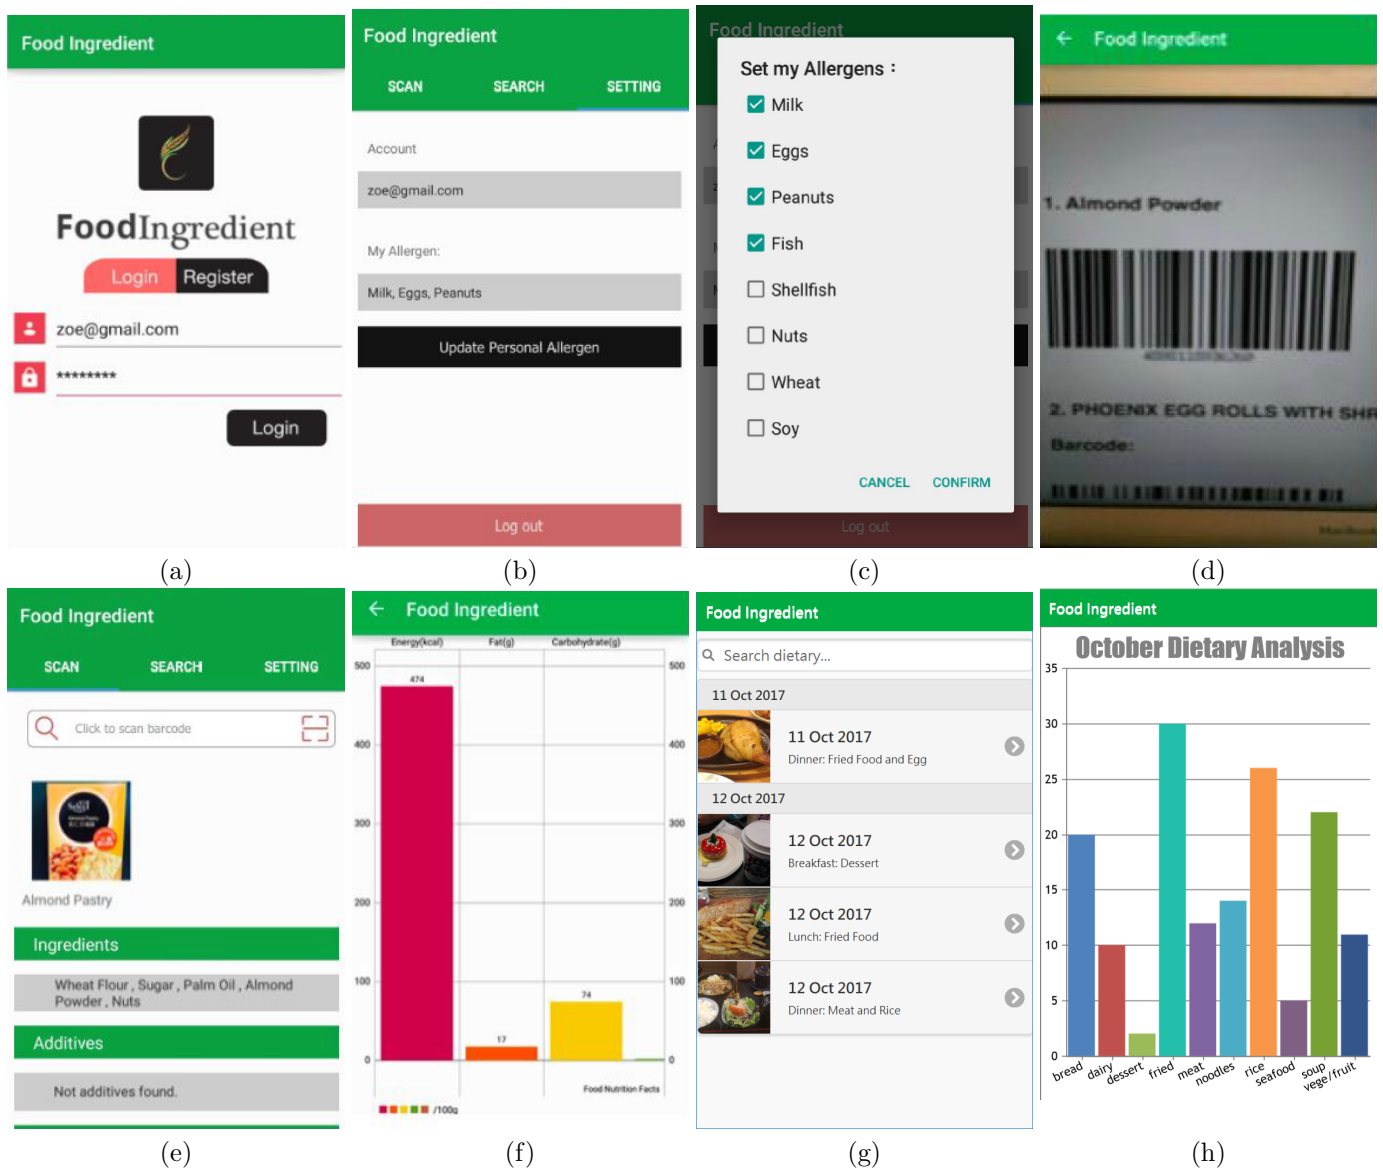 Food Ingredient
FoodIngredient
Login Register
zoe@gmail.com
********
Login
(a)
Food Ingredient
SCAN SEARCH SETTING
Account
zoe@gmail.com
My Allergen:
Milk, Eggs, Peanuts
Update Personal Allergen
Log out
(b)
Food Ingredient
Set my Allergens :
Milk
Eggs
Peanuts
Fish
Shellfish
Nuts
Wheat
Soy
CANCEL CONFIRM
Log out
(c)
Food Ingredient
1. Almond Powder
2. PHOENIX EGG ROLLS WITH SHR
Barcode:
(d)
Food Ingredient
SCAN SEARCH SETTING
Click to scan barcode
Almond Pastry
Ingredients
Wheat Flour , Sugar , Palm Oil , Almond
Powder , Nuts
Additives
Not additives found.
(e)
Food Ingredient
Energy(kcal) Fat(g) Carbohydrate(g)
500 500
474
400 400
300 300
200 200
100 100
74
17
0 0
Food Nutrition Facts
/100g
(f)
Food Ingredient
Search dietary...
11 Oct 2017
11 Oct 2017
Dinner: Fried Food and Egg
12 Oct 2017
12 Oct 2017
Breakfast: Dessert
12 Oct 2017
Lunch: Fried Food
12 Oct 2017
Dinner: Meat and Rice
(g)
Food Ingredient
October Dietary Analysis
35
30
25
20
15
10
5
0
bread dairy dessert fried meat noodles rice seafood soup vege/fruit
(h)